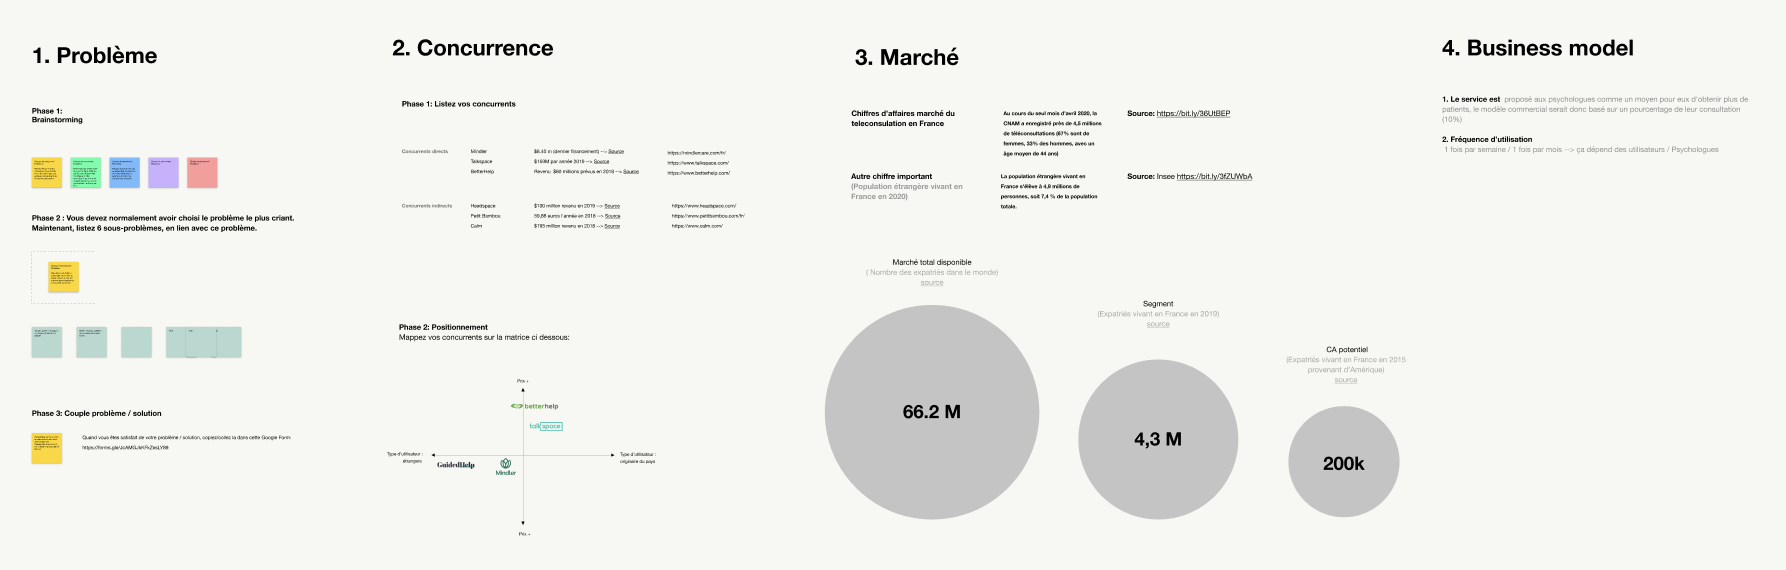 1. Problème
Phase 1:
Brainstorming
Phase 2 : Vous devez normalement avoir choisi le problème le plus criant.
Maintenant, listez 6 sous-problèmes, en lien avec ce problème.
Phase 3: Couple problème / solution
Quand vous êtes satisfait de votre problème / solution, copiez/collez la dans cette Google Form:
2. Concurrence
Phase 1: Listez vos concurrents
Concurrents directs
Mindler
$8.40 m (dernier financement) --> Source
https://mindlercare.com/fr/
Talkspace
$159M par année 2019 --> Source
https://www.talkspace.com/
BetterHelp
Revenu $60 millions prévus en 2018 --> Source
https://www.betterhelp.com/
Concurrents indirects
Headspace
$100 million revenu en 2019 --> Source
https://www.headspace.com/
Petit Bambou
59,88 euros l'année en 2018 --> Source
https://www.petitbambou.com/fr/
Calm
$195 million revenu en 2018 --> Source
https://www.calm.com/
Phase 2: Positionnement
Mappez vos concurrents sur la matrice ci dessous:
Prix +
betterhelp
talkspace
Type d'utilisateur :
étrangers
Type d'utilisateur :
originaire du pays
GuidedHelp
Mindler
Prix +
3. Marché
Chiffres d'affaires marché du
teleconsulation en France
Au cours du seul mois d'avril 2020, la
CNAM a enregistré près de 4,5 millions
de téléconsultations (67% sont de
femmes, 33% des hommes, avec un
âge moyen de 44 ans)
Source: https://bit.ly/36UtBEP
Autre chiffre important
(Population étrangère vivant en
France en 2020)
La population étrangère vivant en
France s'élève à 4,9 millions de
personnes, soit 7,4 % de la population
totale.
Source: Insee https://bit.ly/3fZUWbA
Marché total disponible
( Nombre des expatriés dans le monde)
source
66.2 M
Segment
(Expatriés vivant en France en 2019)
source
4,3 M
CA potentiel
(Expatriés vivant en France en 2015
provenant d'Amérique)
source
200k
4. Business model
1. Le service est proposé aux psychologues comme un moyen pour eux d'obtenir plus de
patients, le modèle commercial serait donc basé sur un pourcentage de leur consultation
(10%)
2. Fréquence d'utilisation
1 fois par semaine / 1 fois par mois --> ça dépend des utilisateurs / Psychologues